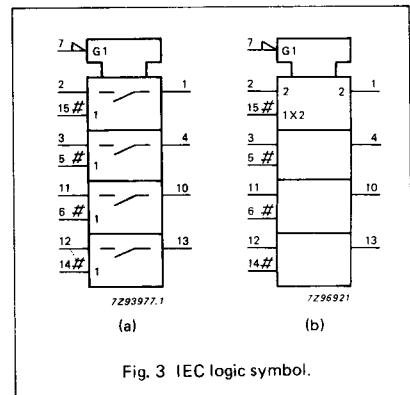 7 G1
2 1
15 # 1
3 4
5 # 1
11 10
6 # 1
12 13
14 # 1
7Z93977.1
(a)
7 G1
2 2 2 1
15 # 1X2
3 4
5 #
11 10
6 #
12 13
14 #
7Z96921
(b)
Fig. 3 IEC logic symbol.